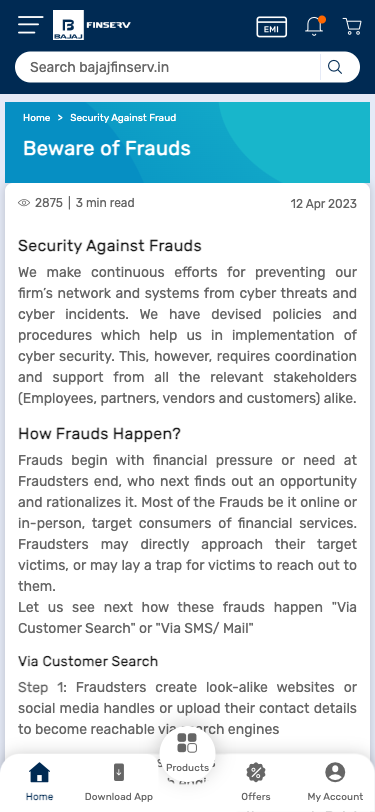 B
BAJAJ
FINSERV
EMI
Search bajajfinserv.in
Home > Security Against Fraud
Beware of Frauds
2875 | 3 min read
12 Apr 2023
Security Against Frauds
We make continuous efforts for preventing our
firm's network and systems from cyber threats and
cyber incidents. We have devised policies and
procedures which help us in implementation of
cyber security. This, however, requires coordination
and support from all the relevant stakeholders
(Employees, partners, vendors and customers) alike.
How Frauds Happen?
Frauds begin with financial pressure or need at
Fraudsters end, who next finds out an opportunity
and rationalizes it. Most of the Frauds be it online or
in-person, target consumers of financial services.
Fraudsters may directly approach their target
victims, or may lay a trap for victims to reach out to
them.
Let us see next how these frauds happen "Via
Customer Search" or "Via SMS/ Mail"
Via Customer Search
Step 1: Fraudsters create look-alike websites or
social media handles or upload their contact details
to become reachable via search engines
Home
Download App
Products
Offers
My Account